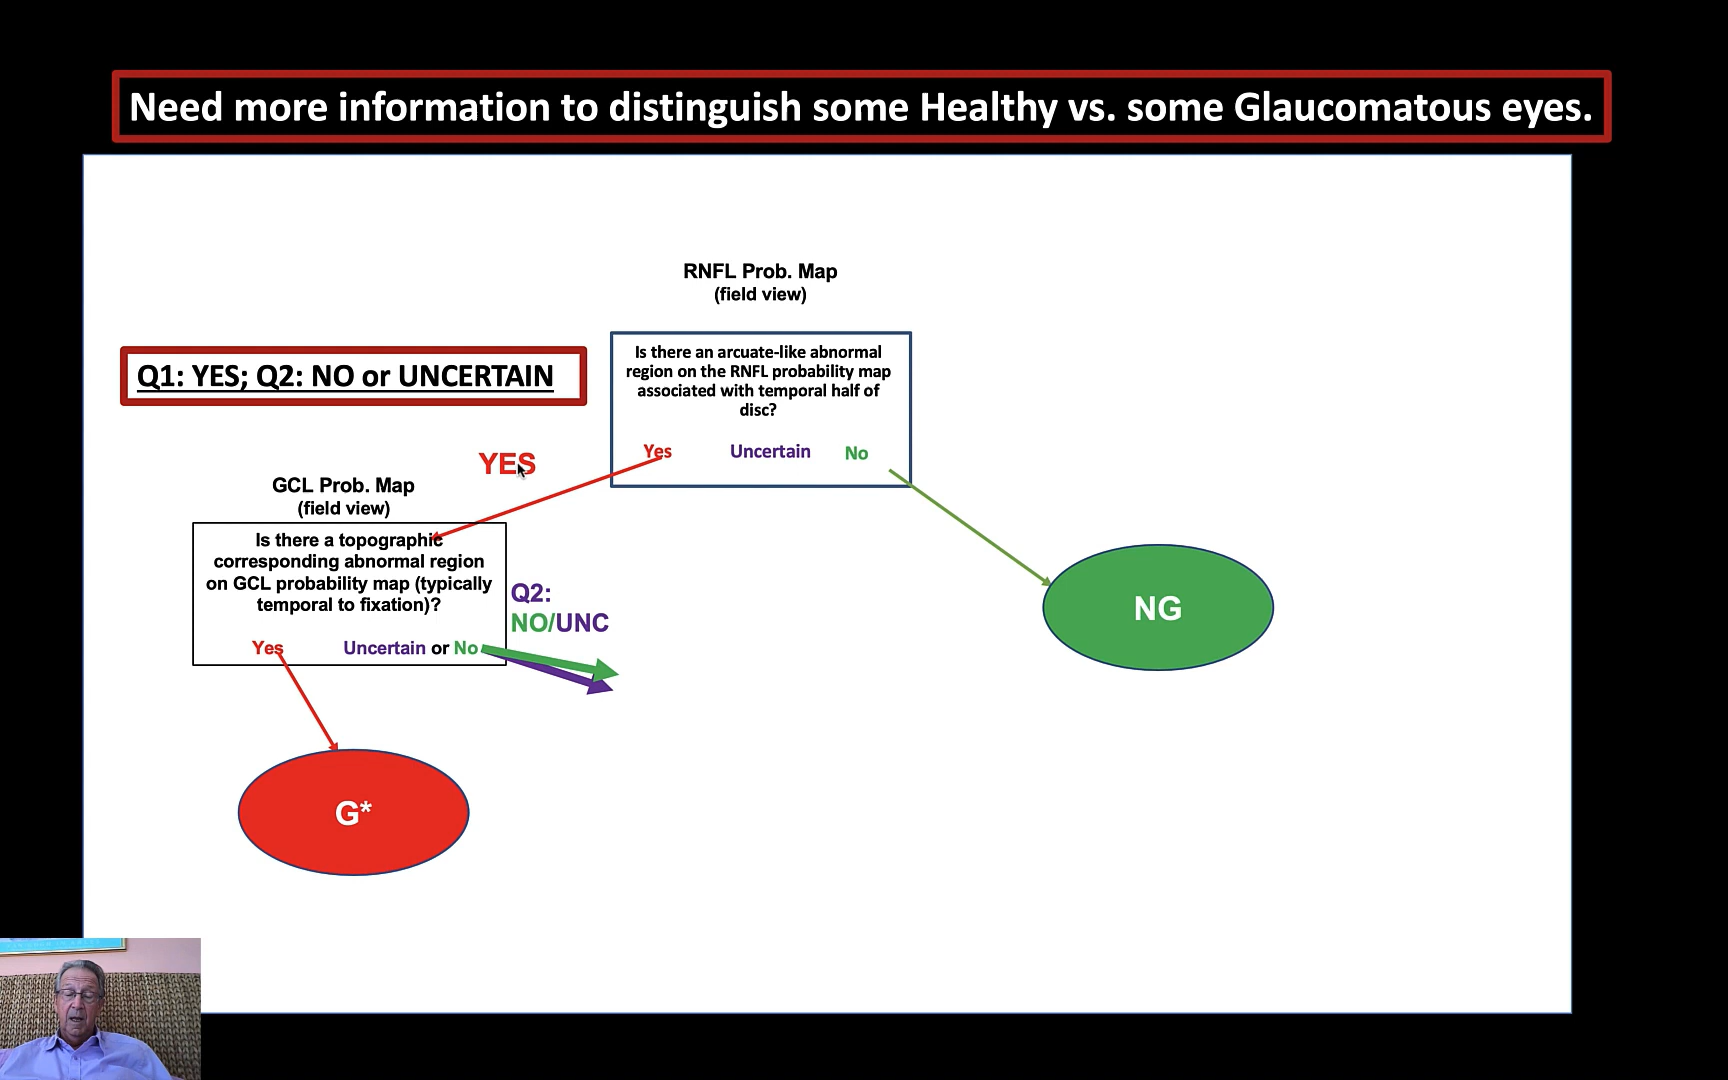 Need more information to distinguish some Healthy vs. some Glaucomatous eyes.
RNFL Prob. Map
(field view)
Q1: YES; Q2: NO or UNCERTAIN
Is there an arcuate-like abnormal
region on the RNFL probability map
associated with temporal half of
disc?
Yes Uncertain No
YES
GCL Prob. Map
(field view)
Is there a topographic
corresponding abnormal region
on GCL probability map (typically
temporal to fixation)?
Yes Uncertain or No
Q2:
NO/UNC
NG
G*